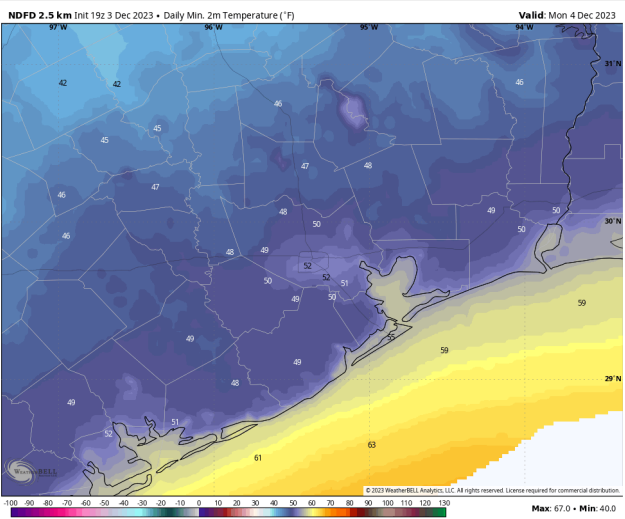 NDFD 2.5 km Init 19z 3 Dec 2023 • Daily Min. 2m Temperature (°F) Valid: Mon 4 Dec 2023
97°W 96°W 95°W 94°W
31°N
42 42 46
46
45 45
47 48
46 47
48 49 50
50 30°N
46 50
48 49
52
50 52 51
49 50
59
49 55
59
49
48 29°N
49
51
52
63
61
WeatherBELL
© 2023 WeatherBELL Analytics, LLC. All rights reserved. License required for commercial distribution.
-100 -90 -80 -70 -60 -50 -40 -30 -20 -10 0 10 20 30 40 50 60 70 80 90 100 110 120 130 Max: 67.0 • Min: 40.0